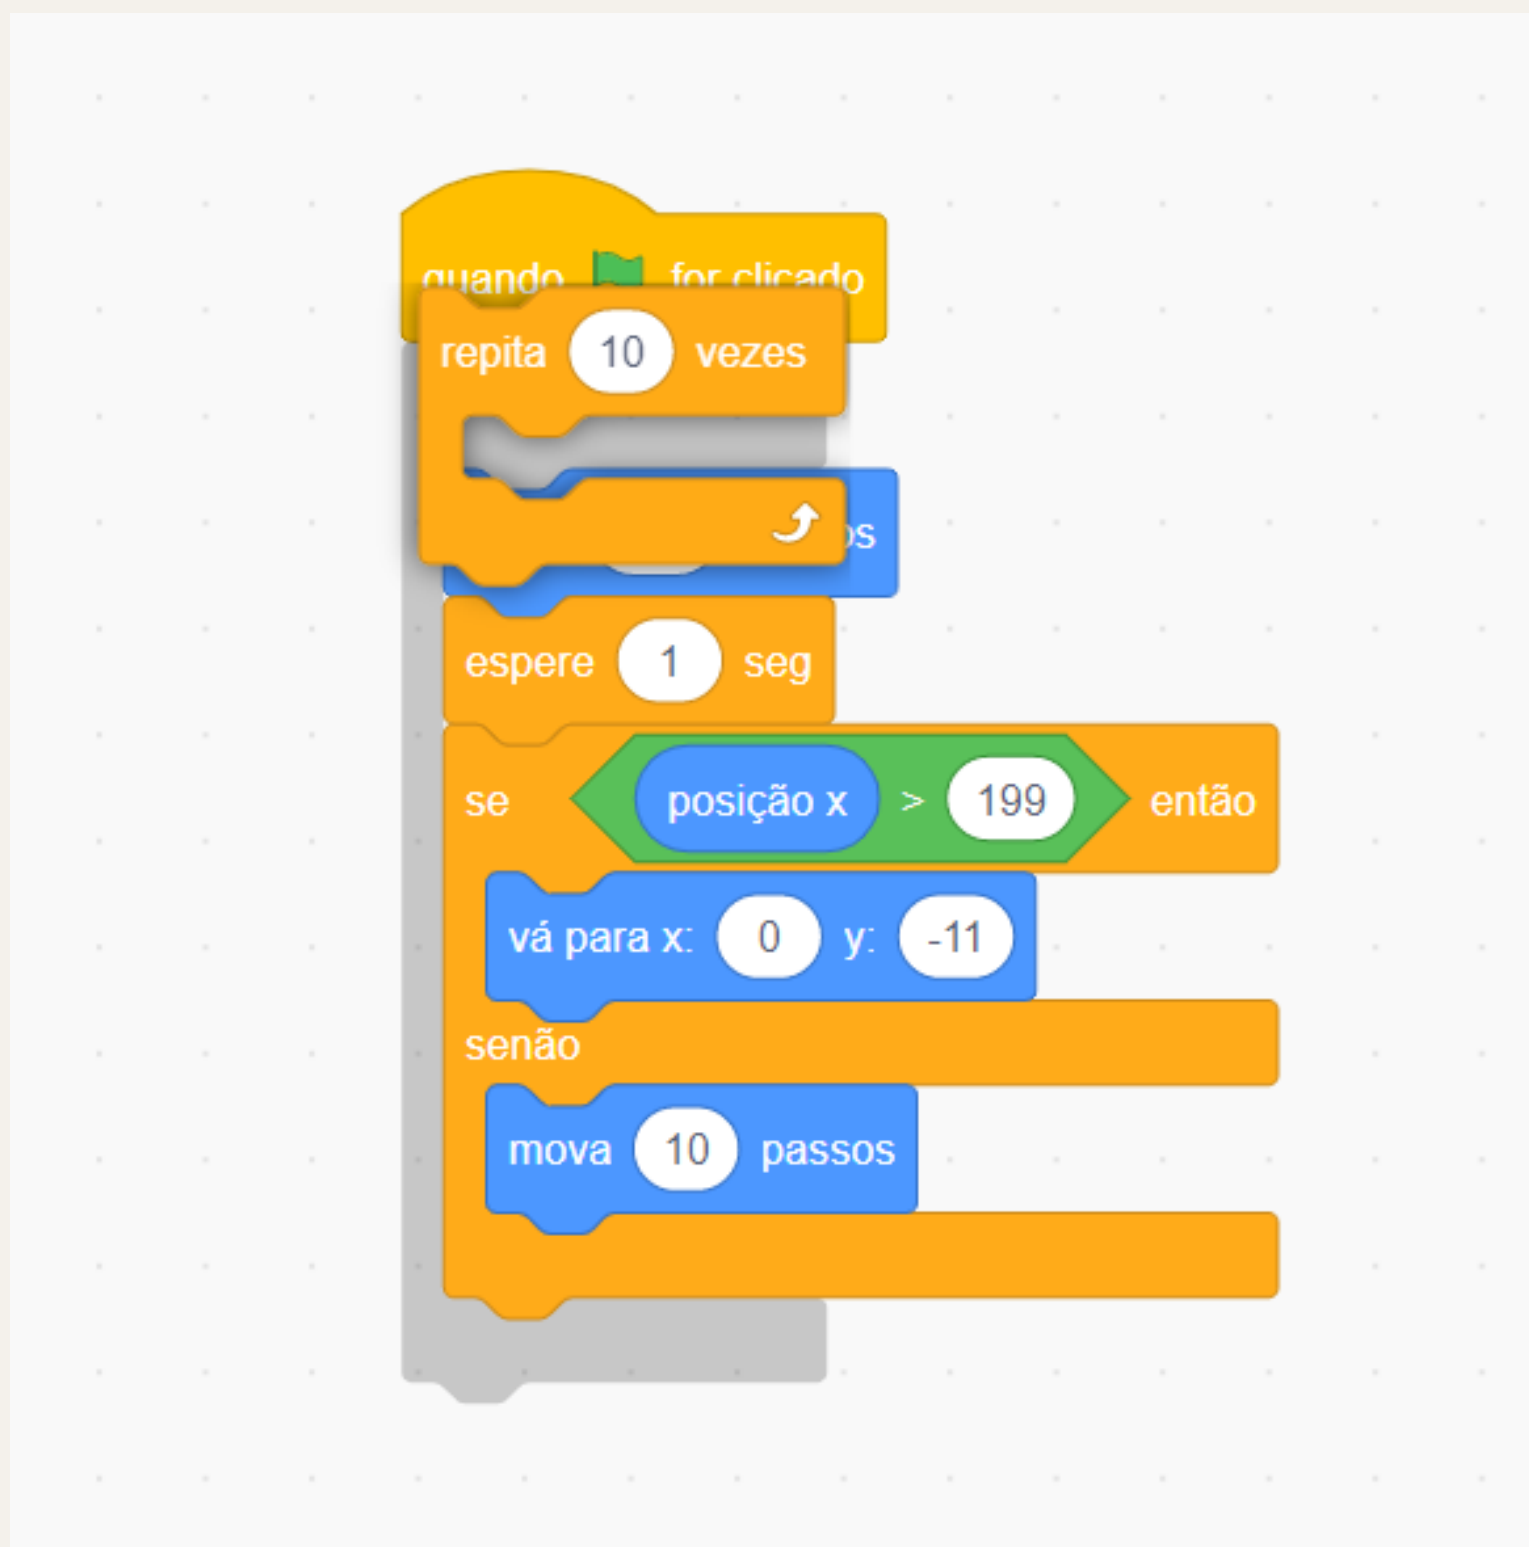 quando for clicado
repita 10 vezes
os
espere 1 seg
se posição x > 199 então
vá para x: 0 y: -11
senão
mova 10 passos